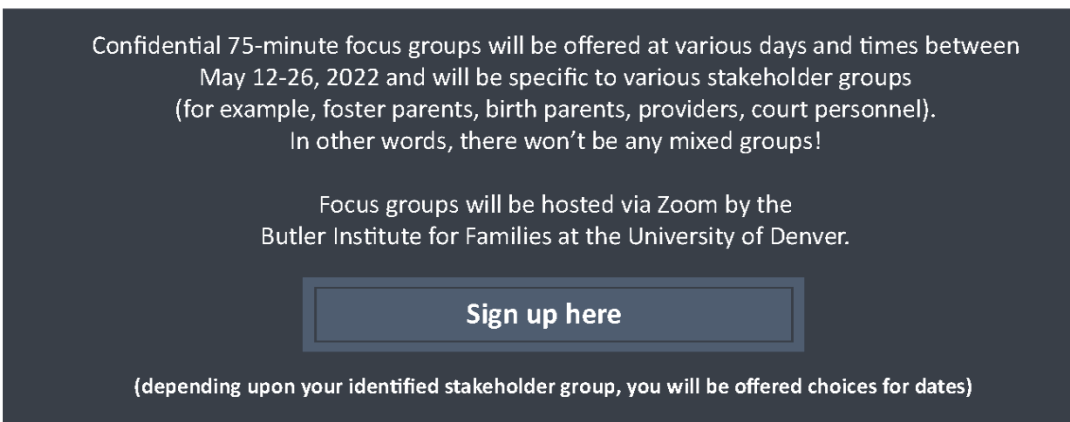 Confidential 75-minute focus groups will be offered at various days and times between
May 12-26, 2022 and will be specific to various stakeholder groups
(for example, foster parents, birth parents, providers, court personnel).
In other words, there won't be any mixed groups!
Focus groups will be hosted via Zoom by the
Butler Institute for Families at the University of Denver.
Sign up here
(depending upon your identified stakeholder group, you will be offered choices for dates)